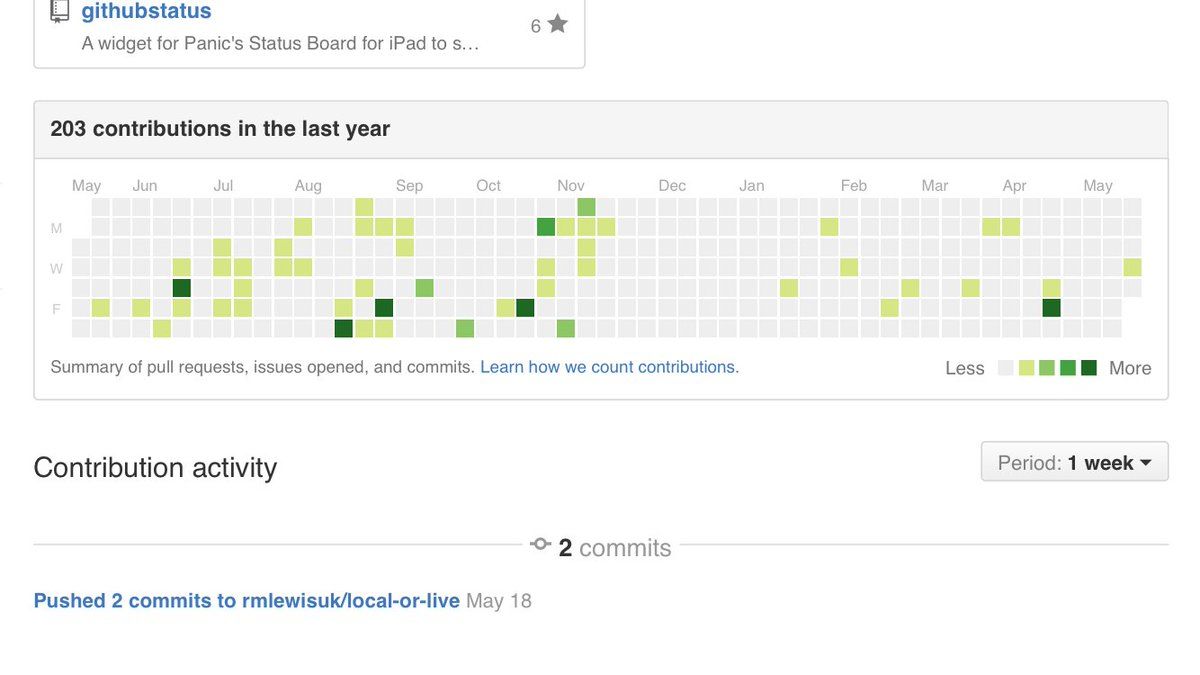 githubstatus
6
A widget for Panic's Status Board for iPad to s…
203 contributions in the last year
May Jun Jul Aug Sep Oct Nov Dec Jan Feb Mar Apr May
M
W
F
Summary of pull requests, issues opened, and commits. Learn how we count contributions.
Less More
Contribution activity
Period: 1 week
2 commits
Pushed 2 commits to rmlewisuk/local-or-live May 18